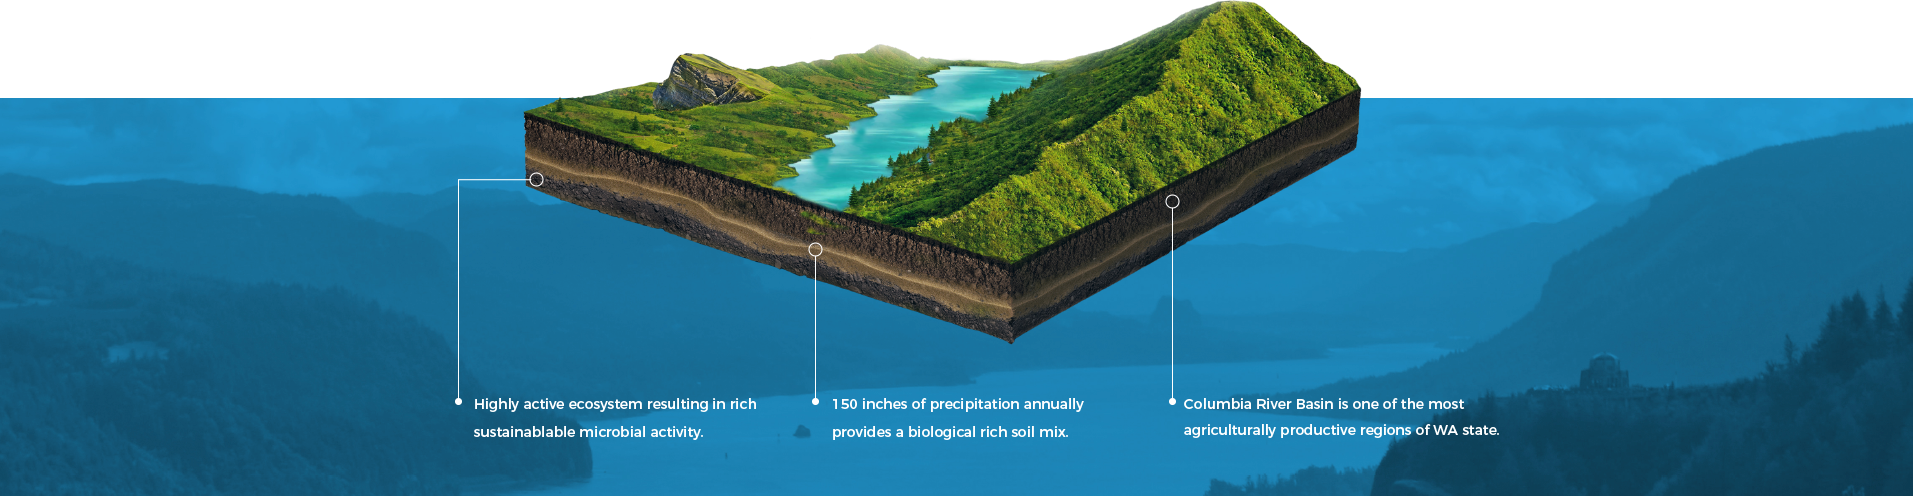 Highly active ecosystem resulting in rich
sustainablable microbial activity.
150 inches of precipitation annually
provides a biological rich soil mix.
Columbia River Basin is one of the most
agriculturally productive regions of WA state.